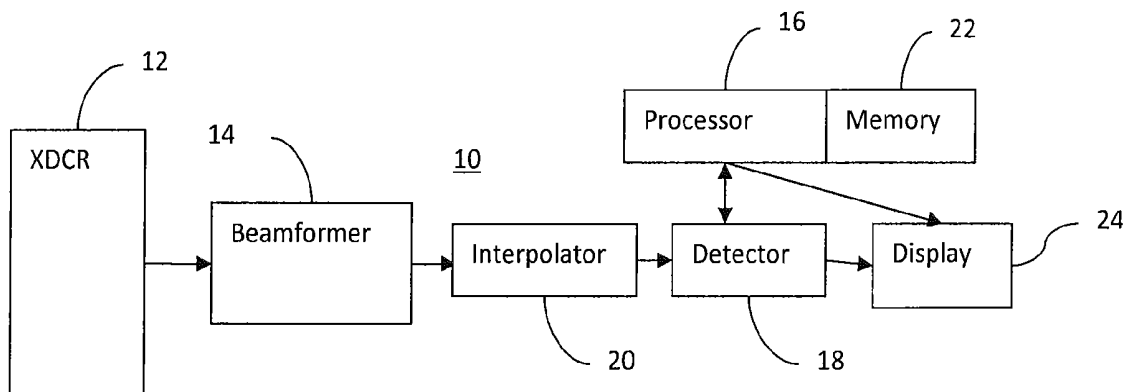 16
22
12
Processor
Memory
14
XDCR
10
Beamformer
24
Interpolator
Detector
Display
20
18